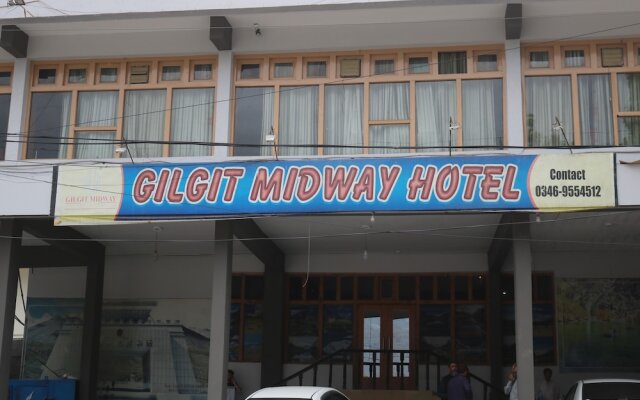 GILGIT MIDWAY
GILGIT MIDWAY HOTEL
Contact
0346-9554512